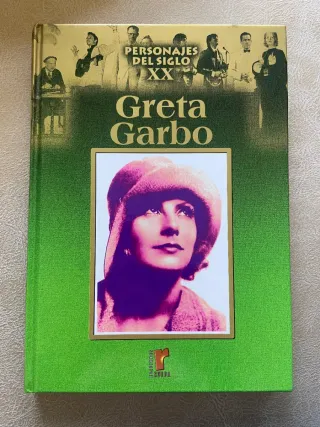 PERSONAJES
DEL SIGLO
XX
Greta
Garbo